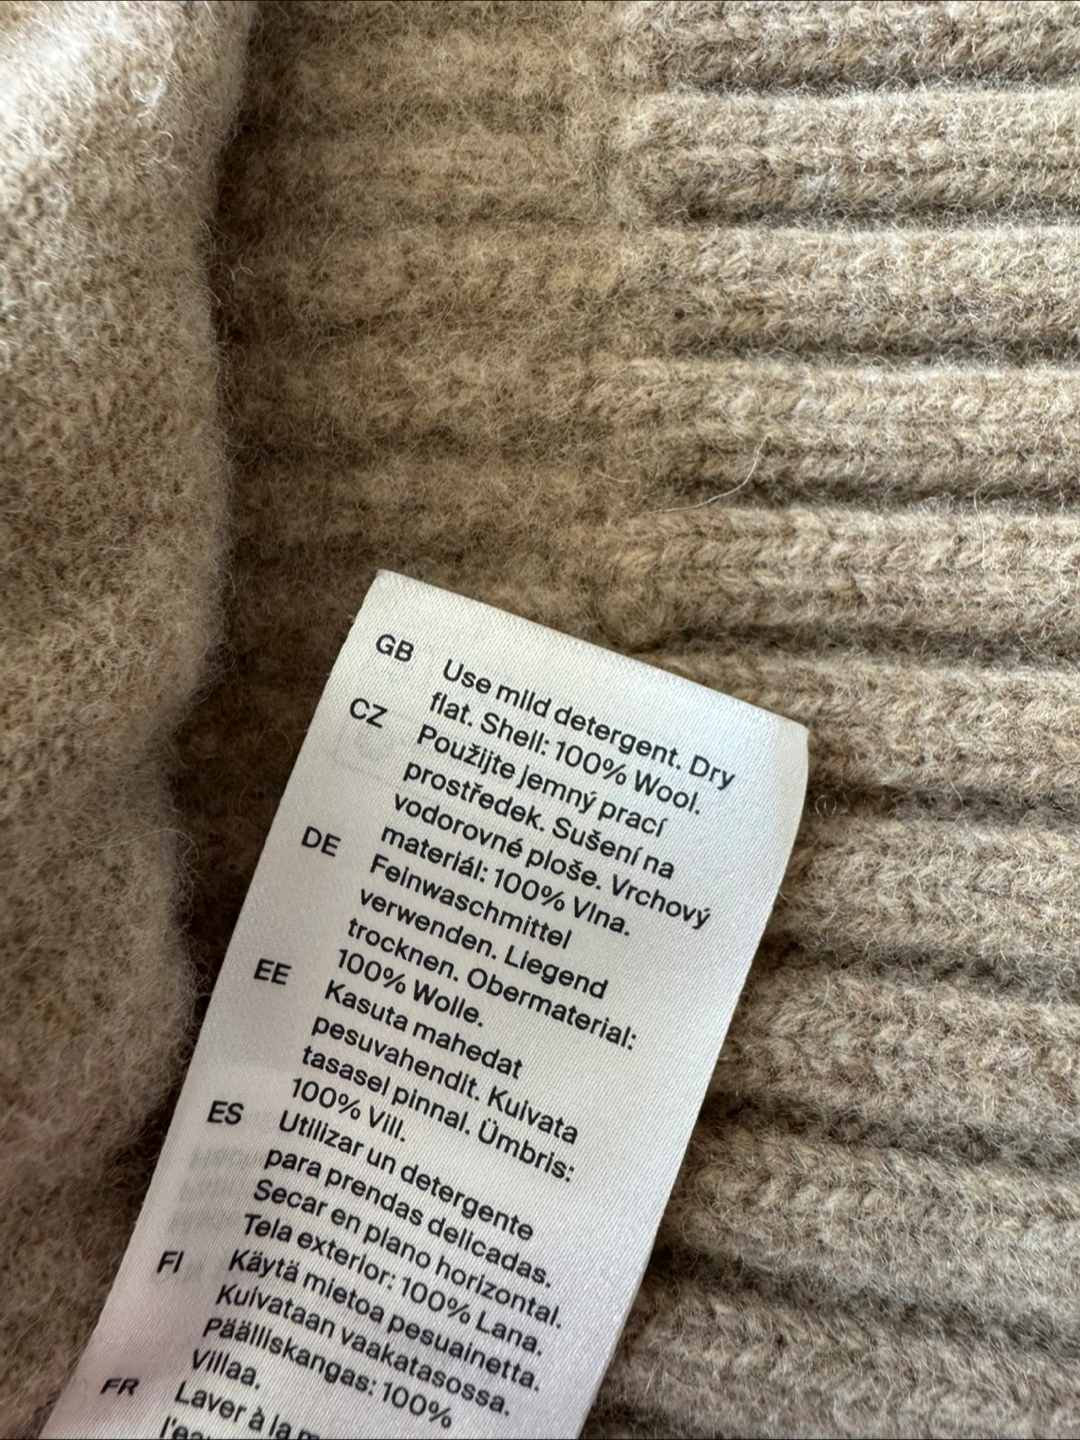 GB Use mild detergent. Dry
flat. Shell: 100% Wool.
CZ Použijte jemný prací
prostředek. Sušení na
vodorovné ploše. Vrchový
materiál: 100% Vlna.
DE Feinwaschmittel
verwenden. Liegend
trocknen. Obermaterial:
100% Wolle.
EE Kasuta mahedat
pesuvahendit. Kuivata
tasasel pinnal. Ümbris:
100% Vill.
ES Utilizar un detergente
para prendas delicadas.
Secar en plano horizontal.
Tela exterior: 100% Lana.
FI Käytä mietoa pesuainetta.
Kuivataan vaakatasossa.
Päälliskangas: 100%
Villaa.
FR Laver à la